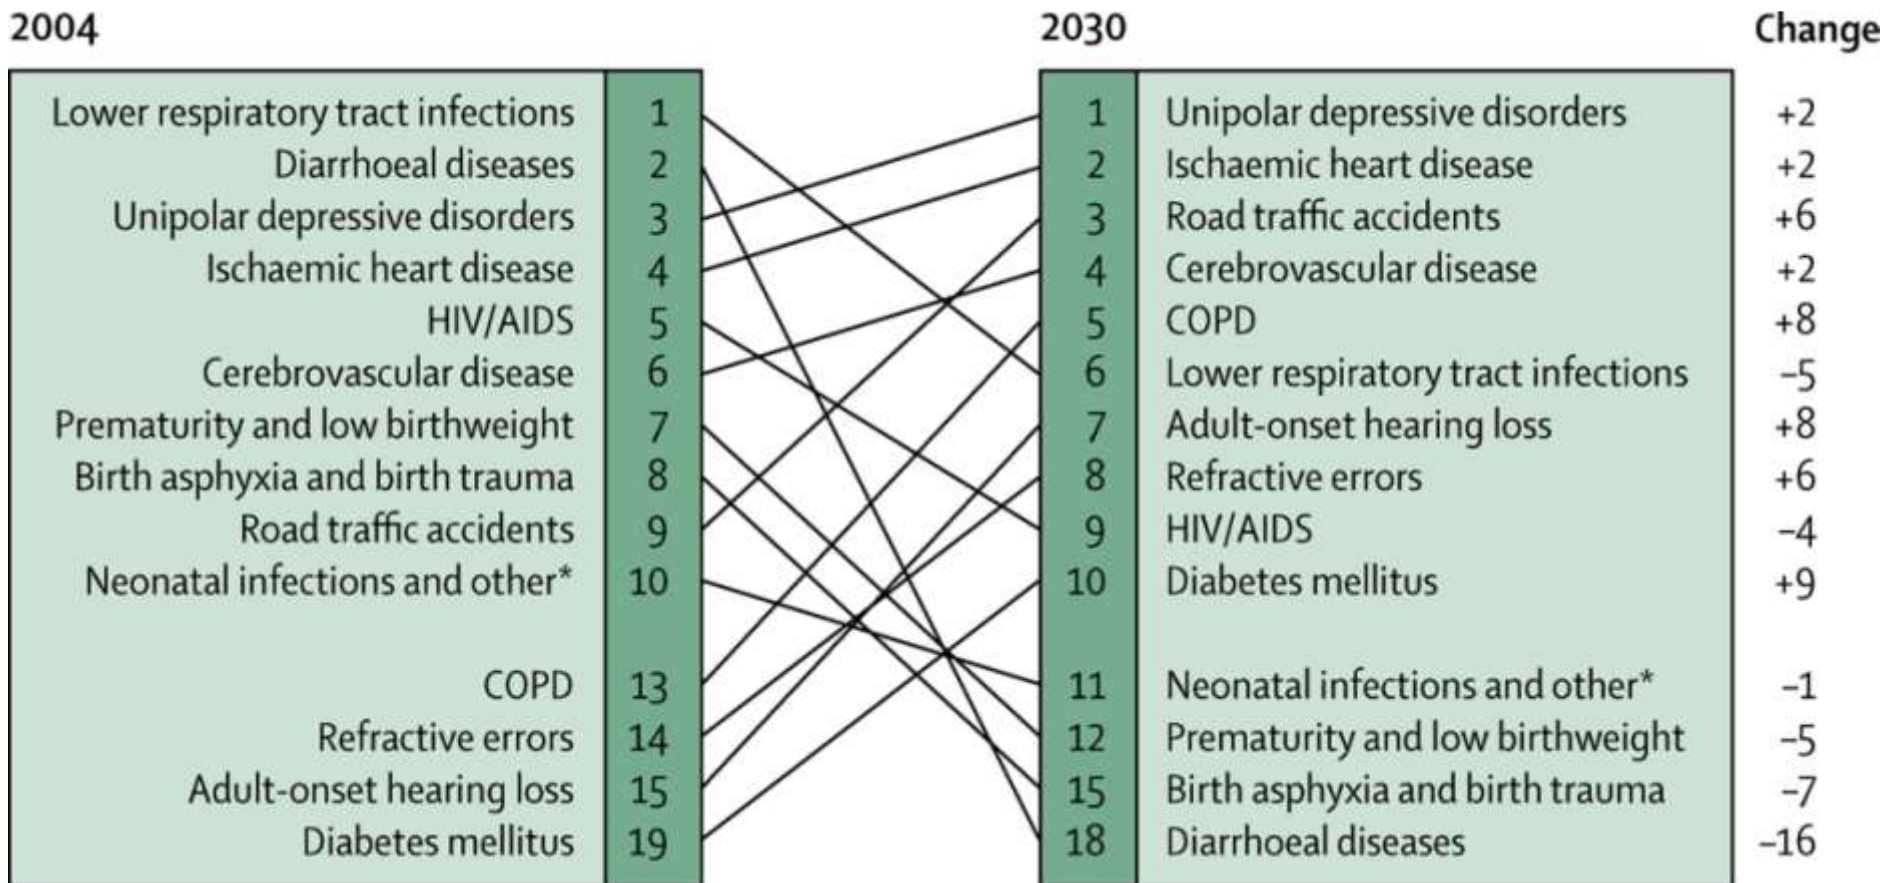 2004 2030 Change
Lower respiratory tract infections 1 1 Unipolar depressive disorders +2
Diarrhoeal diseases 2 2 Ischaemic heart disease +2
Unipolar depressive disorders 3 3 Road traffic accidents +6
Ischaemic heart disease 4 4 Cerebrovascular disease +2
HIV/AIDS 5 5 COPD +8
Cerebrovascular disease 6 6 Lower respiratory tract infections –5
Prematurity and low birthweight 7 7 Adult-onset hearing loss +8
Birth asphyxia and birth trauma 8 8 Refractive errors +6
Road traffic accidents 9 9 HIV/AIDS –4
Neonatal infections and other* 10 10 Diabetes mellitus +9
COPD 13 11 Neonatal infections and other* –1
Refractive errors 14 12 Prematurity and low birthweight –5
Adult-onset hearing loss 15 15 Birth asphyxia and birth trauma –7
Diabetes mellitus 19 18 Diarrhoeal diseases –16